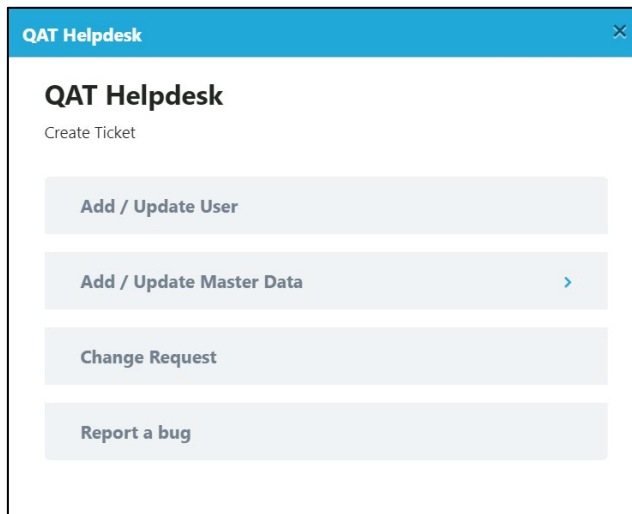 QAT Helpdesk
QAT Helpdesk
Create Ticket
Add / Update User
Add / Update Master Data
Change Request
Report a bug